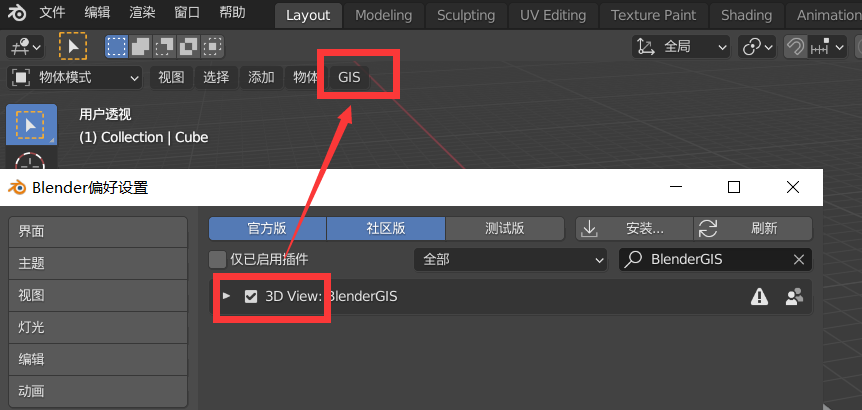 文件 编辑 渲染 窗口 帮助 Layout Modeling Sculpting UV Editing Texture Paint Shading Animation
全局
物体模式 视图 选择 添加 物体 GIS
用户透视
(1) Collection | Cube
Blender偏好设置
界面 官方版 社区版 测试版 安装... 刷新
主题 仅已启用插件 全部 BlenderGIS
视图 3D View: BlenderGIS
灯光
编辑
动画